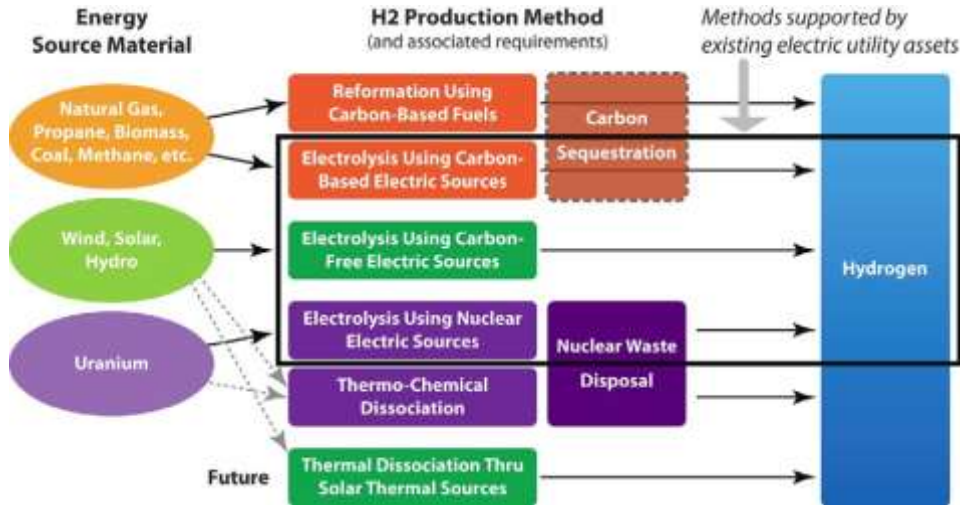 Energy
Source Material
H2 Production Method
(and associated requirements)
Methods supported by
existing electric utility assets
Natural Gas,
Propane, Biomass,
Coal, Methane, etc.
Reformation Using
Carbon-Based Fuels
Carbon
Sequestration
Electrolysis Using Carbon-
Based Electric Sources
Wind, Solar,
Hydro
Electrolysis Using Carbon-
Free Electric Sources
Hydrogen
Uranium
Electrolysis Using Nuclear
Electric Sources
Nuclear Waste
Disposal
Thermo-Chemical
Dissociation
Future
Thermal Dissociation Thru
Solar Thermal Sources